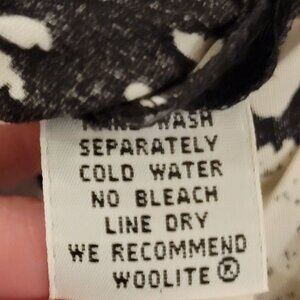 HAND WASH
SEPARATELY
COLD WATER
NO BLEACH
LINE DRY
WE RECOMMEND
WOOLITE®